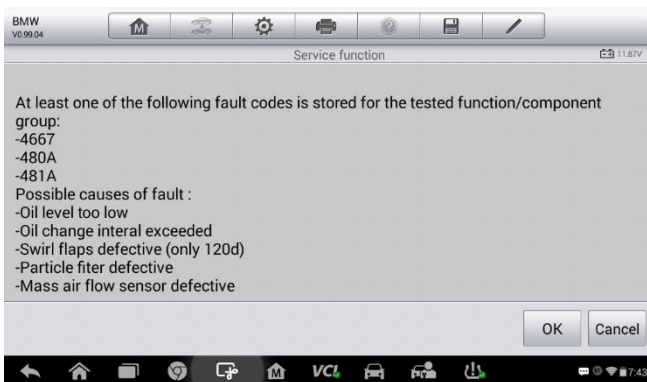 BMW
V0.99.04
M
Service function
11.87V
At least one of the following fault codes is stored for the tested function/component
group:
-4667
-480A
-481A
Possible causes of fault :
-Oil level too low
-Oil change interal exceeded
-Swirl flaps defective (only 120d)
-Particle fiter defective
-Mass air flow sensor defective
OK
Cancel
M
VCI
7:43